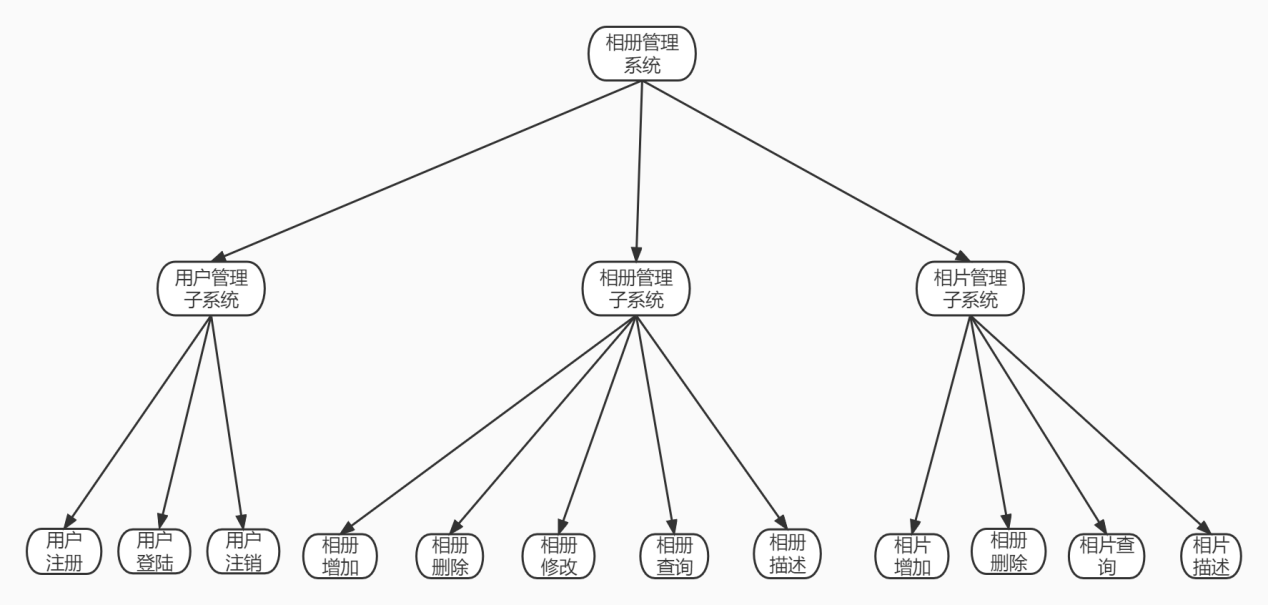 相册管理
系统
用户管理
子系统
相册管理
子系统
相片管理
子系统
用户
注册
用户
登陆
用户
注销
相册
增加
相册
删除
相册
修改
相册
查询
相册
描述
相片
增加
相册
删除
相片查
询
相片
描述